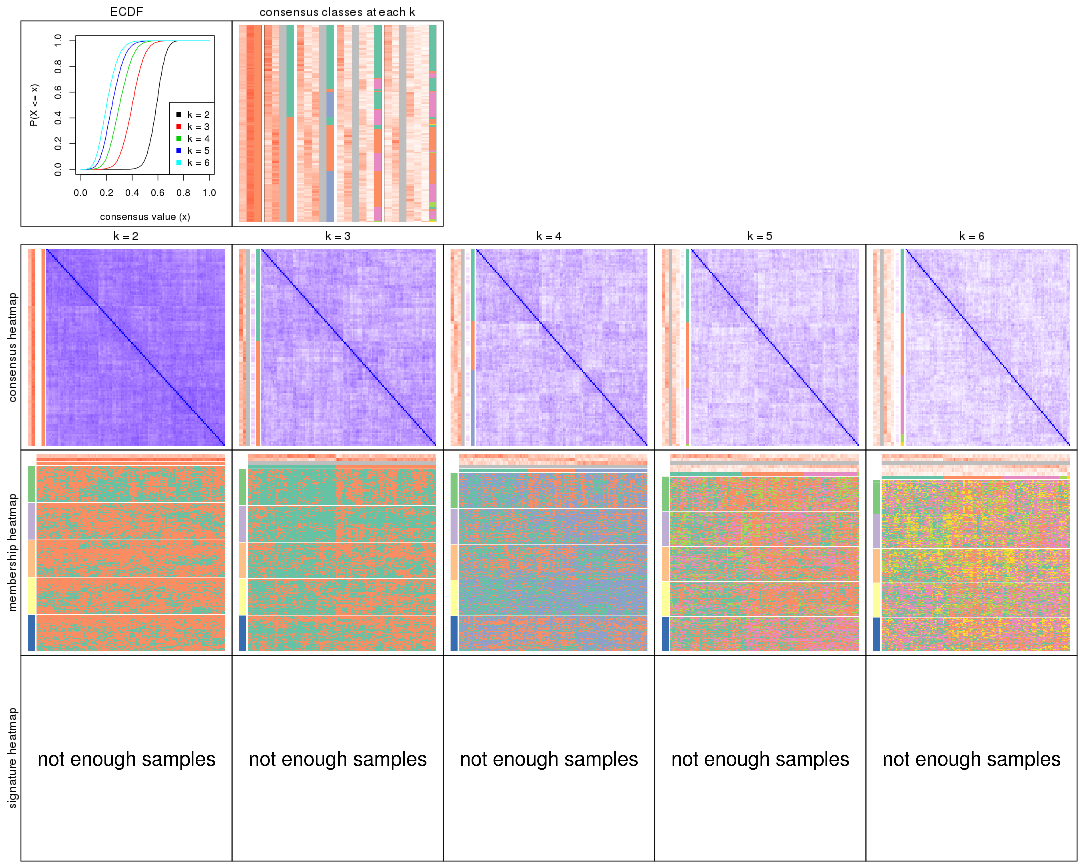 ECDF
consensus classes at each k
P(X <= x)
1.0
0.8
0.6
0.4
0.2
0.0
k = 2
k = 3
k = 4
k = 5
k = 6
0.0 0.2 0.4 0.6 0.8 1.0
consensus value (x)
k = 2
k = 3
k = 4
k = 5
k = 6
consensus heatmap
membership heatmap
signature heatmap
not enough samples
not enough samples
not enough samples
not enough samples
not enough samples